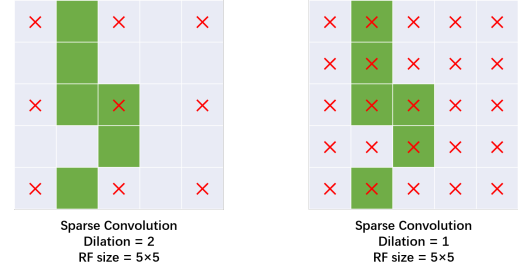 Sparse Convolution
Dilation = 2
RF size = 5×5
Sparse Convolution
Dilation = 1
RF size = 5×5